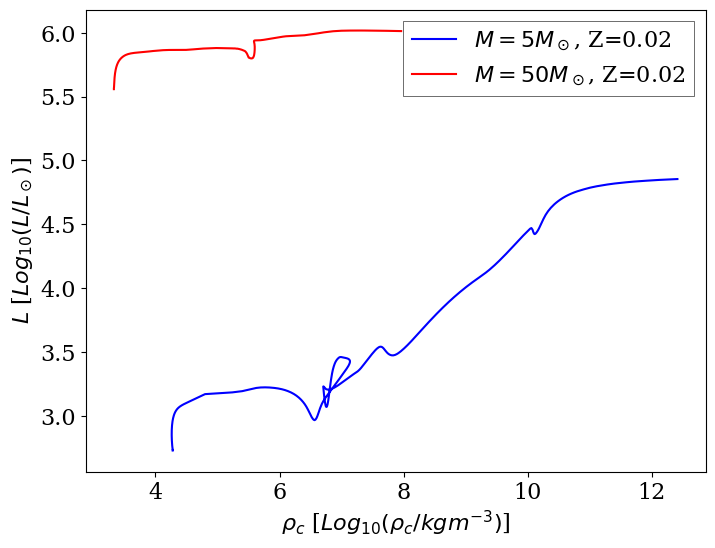 6.0
5.5
5.0
4.5
4.0
3.5
3.0
L [Log₁₀(L/L⊙)]
M = 5M⊙, Z=0.02
M = 50M⊙, Z=0.02
4 6 8 10 12
ρc [Log₁₀(ρc/kgm⁻³)]